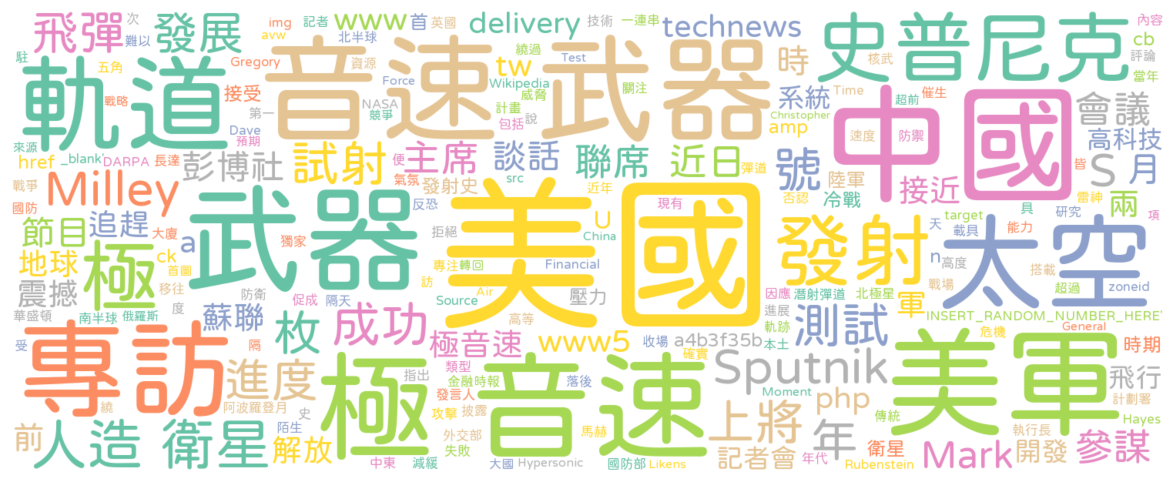 飛彈 發展 難以 次 img 記者 www 首 英國 delivery 技術 一連串 technews 史普尼克 核武 內容 cb
駐 五角 avw 北半球 資源 繞過 Test tw 關注 時 評論 當年
軌道 戰略 Gregory 接受 第一 音速武器 Force Wikipedia 計畫 威脅 系統 Time 超前 催生 會議
NASA 競爭 包括 說 amp Christopher 中國 速度 防禦 高科技
來源 Dave 預期 href _blank DARPA 長達 彭博社 試射 便 主席 談話 聯席 近日 彈道 號 陸軍 皆 S 月
戰爭 Milley 氣氛 發射史 src 近年 否認 冷戰 接近 雷神
國防 武器 反恐 美國 現有 具 兩
節目 追趕 大廈 a 獨家 拒絕 U China 發射 天 target 載具 研究 項 能力
地球 極 ck 首圖 專注 轉回 Financial n 高度 太空 搭載
震撼 移往 防衛 訪 Air 因應 潛射彈道 北極星 戰場 超過 zoneid
華盛頓 南半球 俄羅斯 度 蘇聯 促成 隔天 Source 高等 壓力 進展 軍 INSERT_RANDOM_NUMBER_HERE
受 專訪 隔 枚 成功 極音速 www5 收場 a4b3f35b 軌跡 本土 測試 危機 General 時期
進度 類型 確實 Sputnik 美軍 飛行
指出 金融時報 落後 Moment php 計劃署
繞 阿波羅登月 極音速 發言人 攻擊 披露 傳統 Hayes
前 人造 衛星 史 陌生 解放 外交部 失敗 馬赫 上將 年 衛星 執行長 參謀
中東 減緩 大國 Hypersonic 國防部 Likens 記者會 年代 Rubenstein Mark 開發